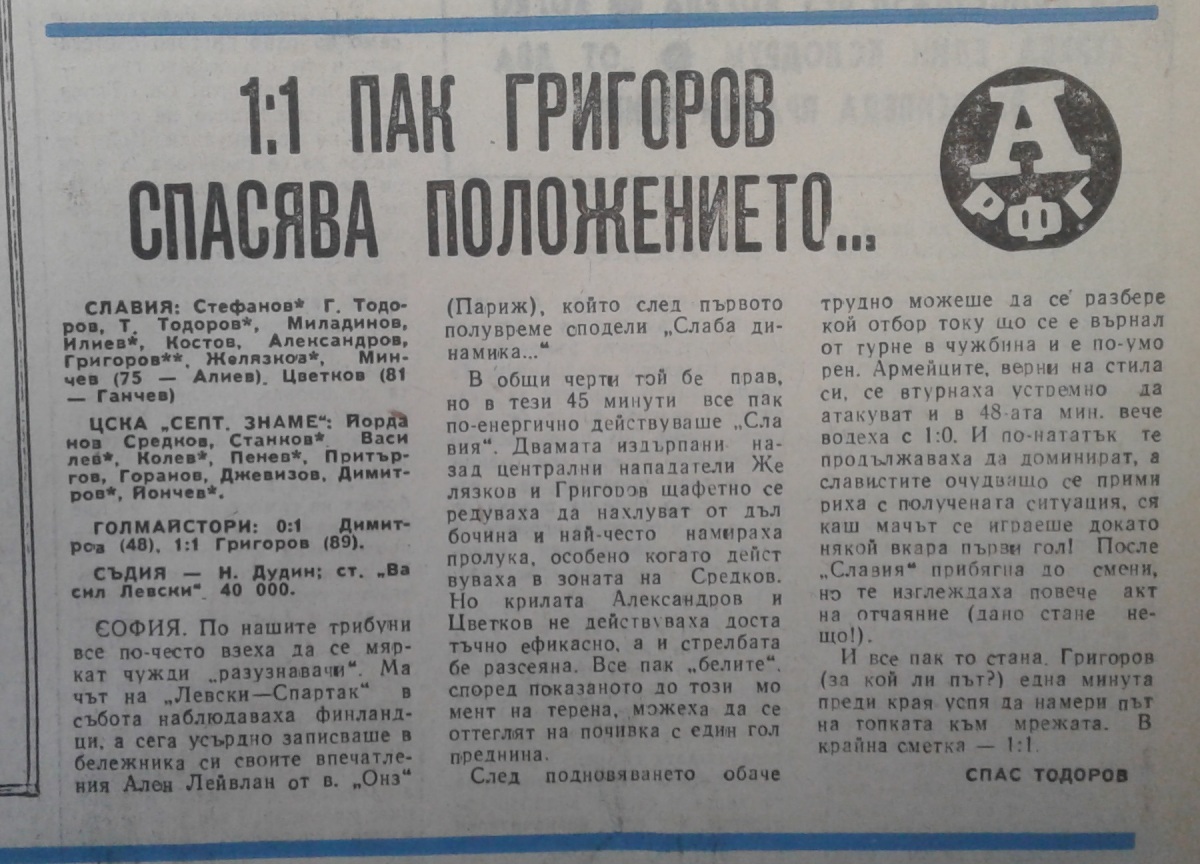 1:1 ПАК ГРИГОРОВ
СПАСЯВА ПОЛОЖЕНИЕТО...
А
РФГ
СЛАВИЯ: Стефанов* Г. Тодо-
ров, Т. Тодоров*, Миладинов,
Илиев*, Костов, Александров,
Григоров**, Желязков*, Мин-
чев (75 — Алиев). Цветков (81
— Ганчев)
ЦСКА „СЕПТ. ЗНАМЕ“: Йорда
нов Средков, Станков*. Васи
лев*, Колев*, Пенев*, Притър-
гов, Горанов, Джевизов, Димит-
ров*, Йончев*.
ГОЛМАЙСТОРИ: 0:1 Димит-
ров (48), 1:1 Григоров (89).
СЪДИЯ — Н. Дудин; ст. „Ва
сил Левски“ 40 000.
СОФИЯ. По нашите трибуни
все по-често взеха да се мяр-
кат чужди „разузнавачи“. Ма
чът на „Левски—Спартак“ в
събота наблюдаваха финланд-
ци, а сега усърдно записваше в
бележника си своите впечатле-
ния Ален Лейвлан от в. „Онз“
(Париж), който след първото
полувреме сподели „Слаба ди-
намика...“
В общи черти той бе прав,
но в тези 45 минути все пак
по-енергично действуваше „Сла
вия“. Двамата издърпани на-
зад централни нападатели Же
лязков и Григоров щафетно се
редуваха да нахлуват от дъл
бочина и най-често намираха
пролука, особено когато дейст
вуваха в зоната на Средков.
Но крилата Александров и
Цветков не действуваха доста
тъчно ефикасно, а и стрелбата
бе разсеяна. Все пак „белите“.
според показаното до този мо
мент на терена, можеха да се
оттеглят на почивка с един гол
преднина.
След подновяването обаче
трудно можеше да се разбере
кой отбор току що се е върнал
от турне в чужбина и е по-умо
рен. Армейците, верни на стила
си, се втурнаха устремно да
атакуват и в 48-ата мин. вече
водеха с 1:0. И по-нататък те
продължаваха да доминират, а
славистите очудващо се прими
риха с получената ситуация, ся
каш мачът се играеше докато
някой вкара първи гол! После
„Славия“ прибягна до смени,
но те изглеждаха повече акт
на отчаяние (дано стане не-
що!).
И все пак то стана. Григоров
(за кой ли път?) една минута
преди края успя да намери път
на топката към мрежата. В
крайна сметка — 1:1.
СПАС ТОДОРОВ